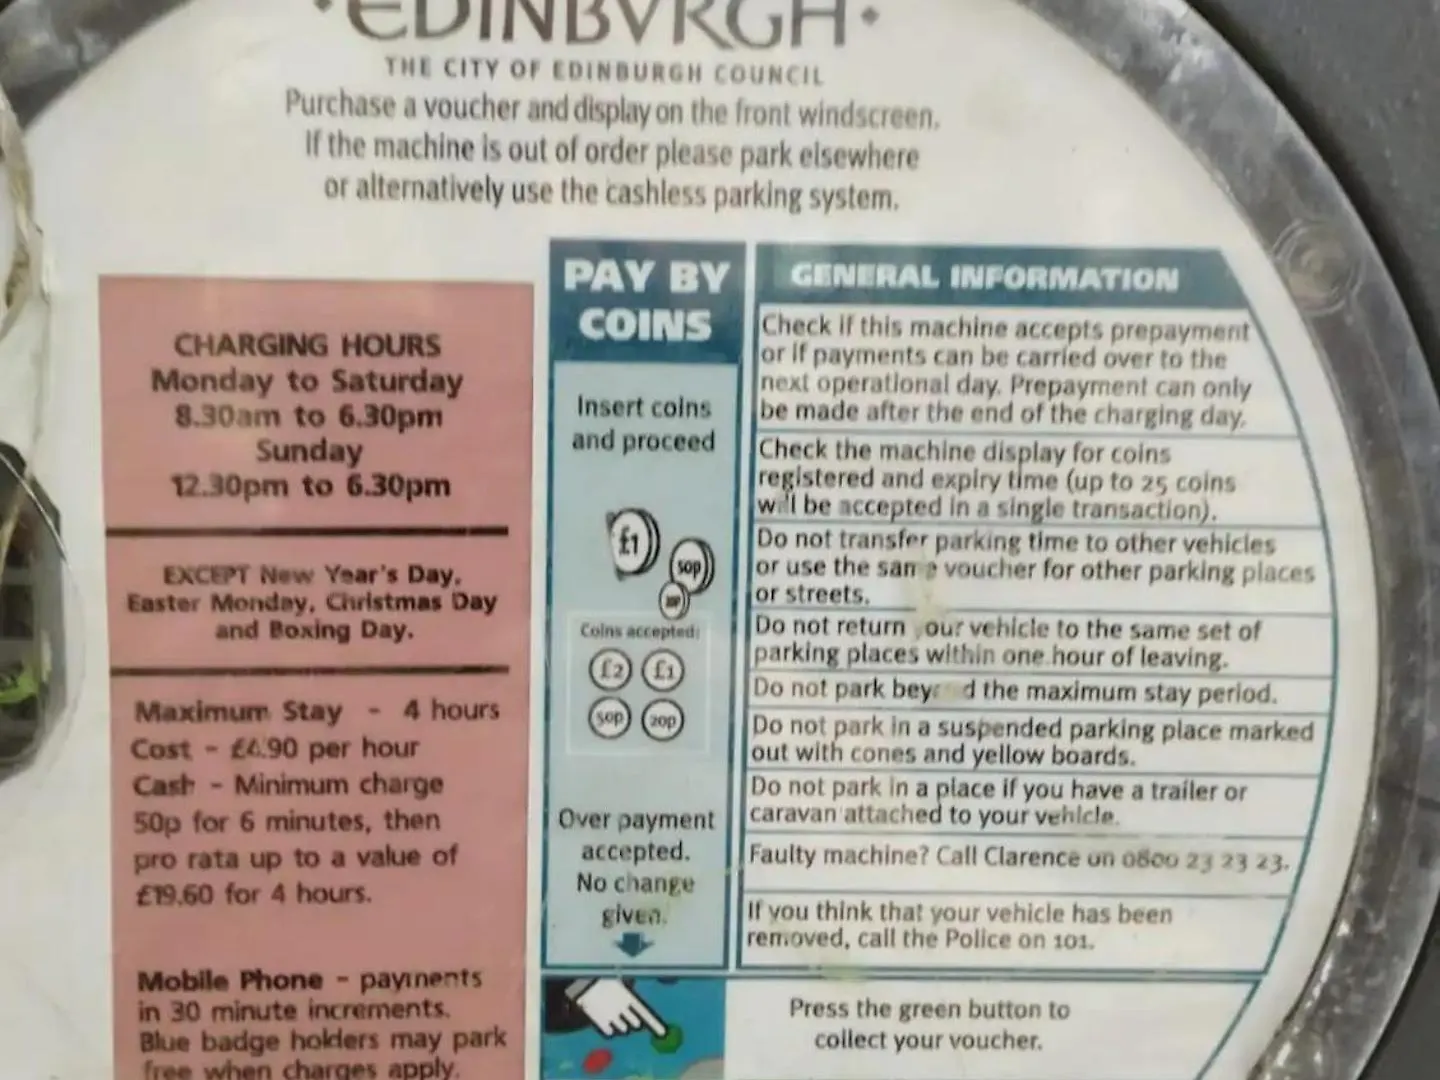 ·EDINBVRGH·
THE CITY OF EDINBURGH COUNCIL
Purchase a voucher and display on the front windscreen.
If the machine is out of order please park elsewhere
or alternatively use the cashless parking system.
CHARGING HOURS
Monday to Saturday
8.30am to 6.30pm
Sunday
12.30pm to 6.30pm
EXCEPT New Year's Day,
Easter Monday, Christmas Day
and Boxing Day.
Maximum Stay - 4 hours
Cost - £4.90 per hour
Cash - Minimum charge
50p for 6 minutes, then
pro rata up to a value of
£19.60 for 4 hours.
Mobile Phone - payments
in 30 minute increments.
Blue badge holders may park
free when charges apply.
PAY BY
COINS
Insert coins
and proceed
£1
50p
Coins accepted:
£2 £1
50p 20p
Over payment
accepted.
No change
given.
GENERAL INFORMATION
Check if this machine accepts prepayment
or if payments can be carried over to the
next operational day. Prepayment can only
be made after the end of the charging day.
Check the machine display for coins
registered and expiry time (up to 25 coins
will be accepted in a single transaction).
Do not transfer parking time to other vehicles
or use the same voucher for other parking places
or streets.
Do not return your vehicle to the same set of
parking places within one hour of leaving.
Do not park beyond the maximum stay period.
Do not park in a suspended parking place marked
out with cones and yellow boards.
Do not park in a place if you have a trailer or
caravan attached to your vehicle.
Faulty machine? Call Clarence on 0800 23 23 23.
If you think that your vehicle has been
removed, call the Police on 101.
Press the green button to
collect your voucher.